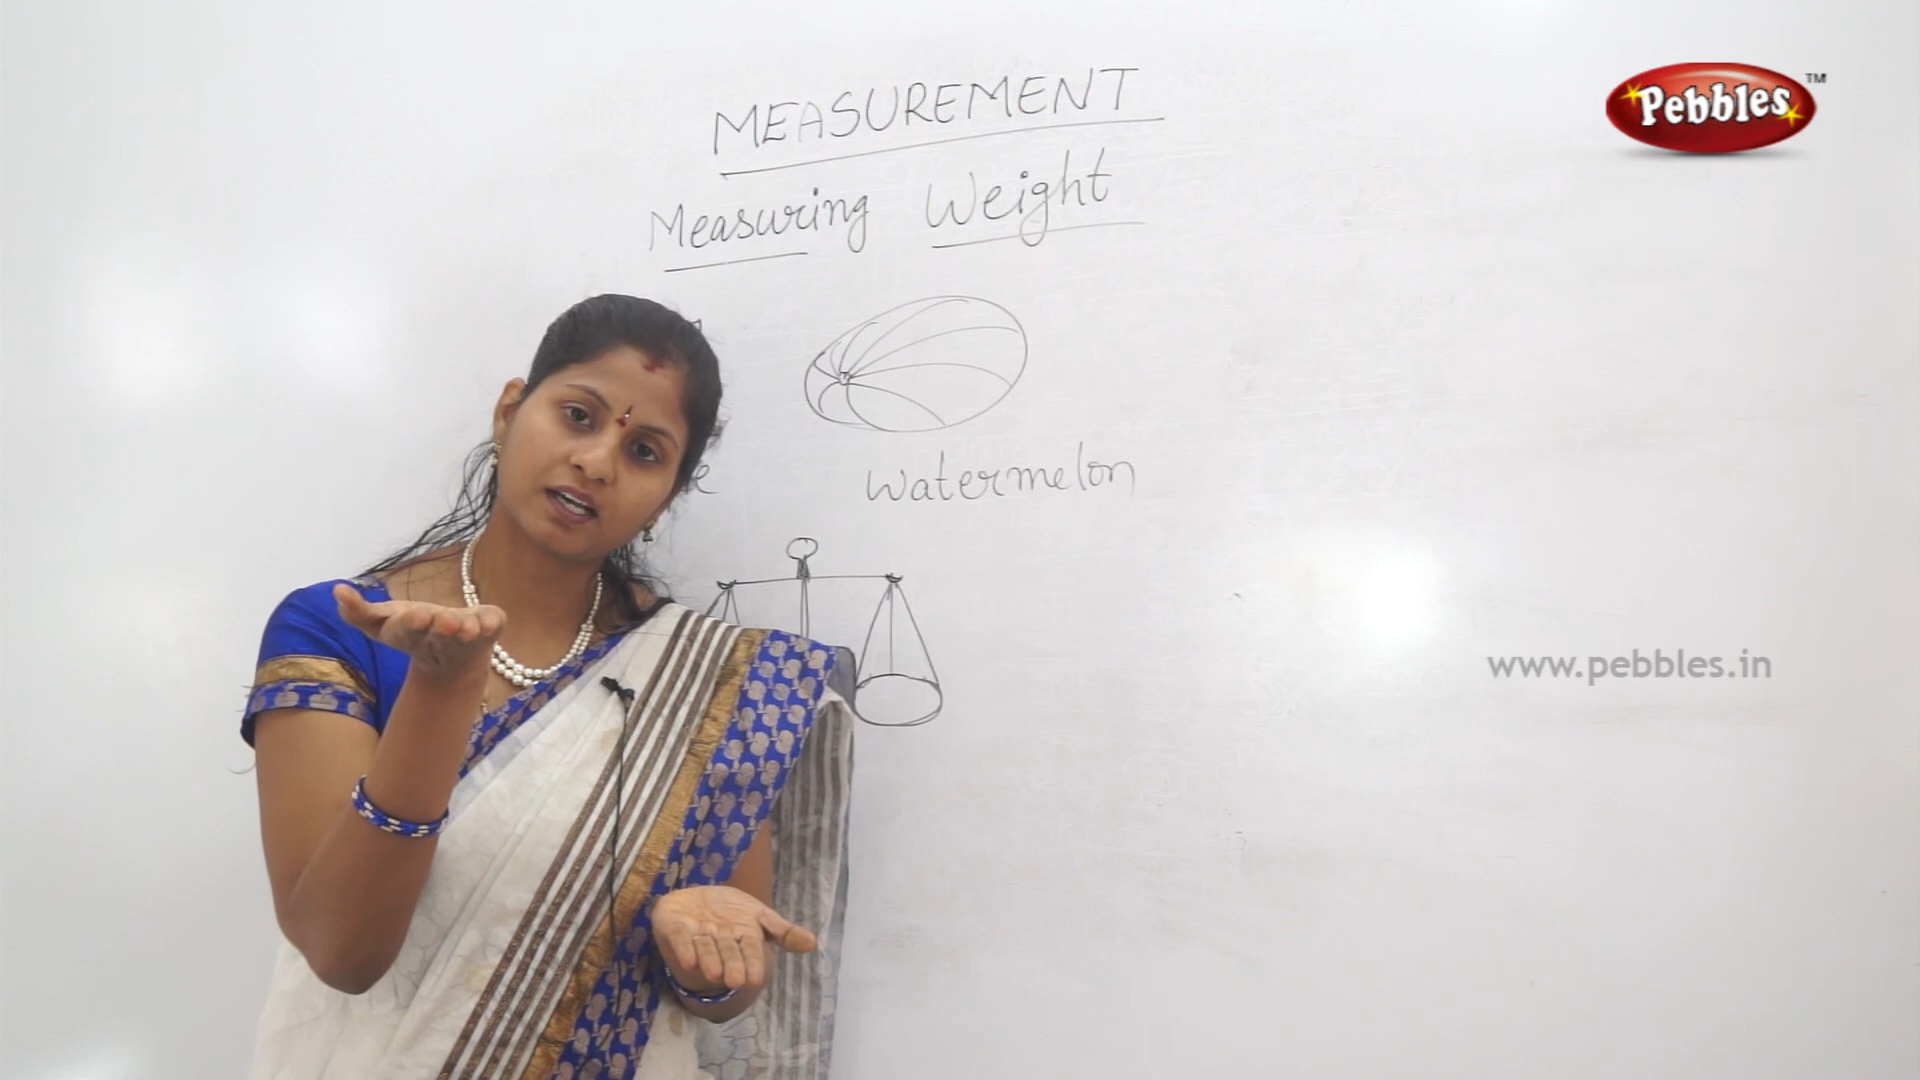 MEASUREMENT
Pebbles TM
Measuring Weight
Watermelon
www.pebbles.in